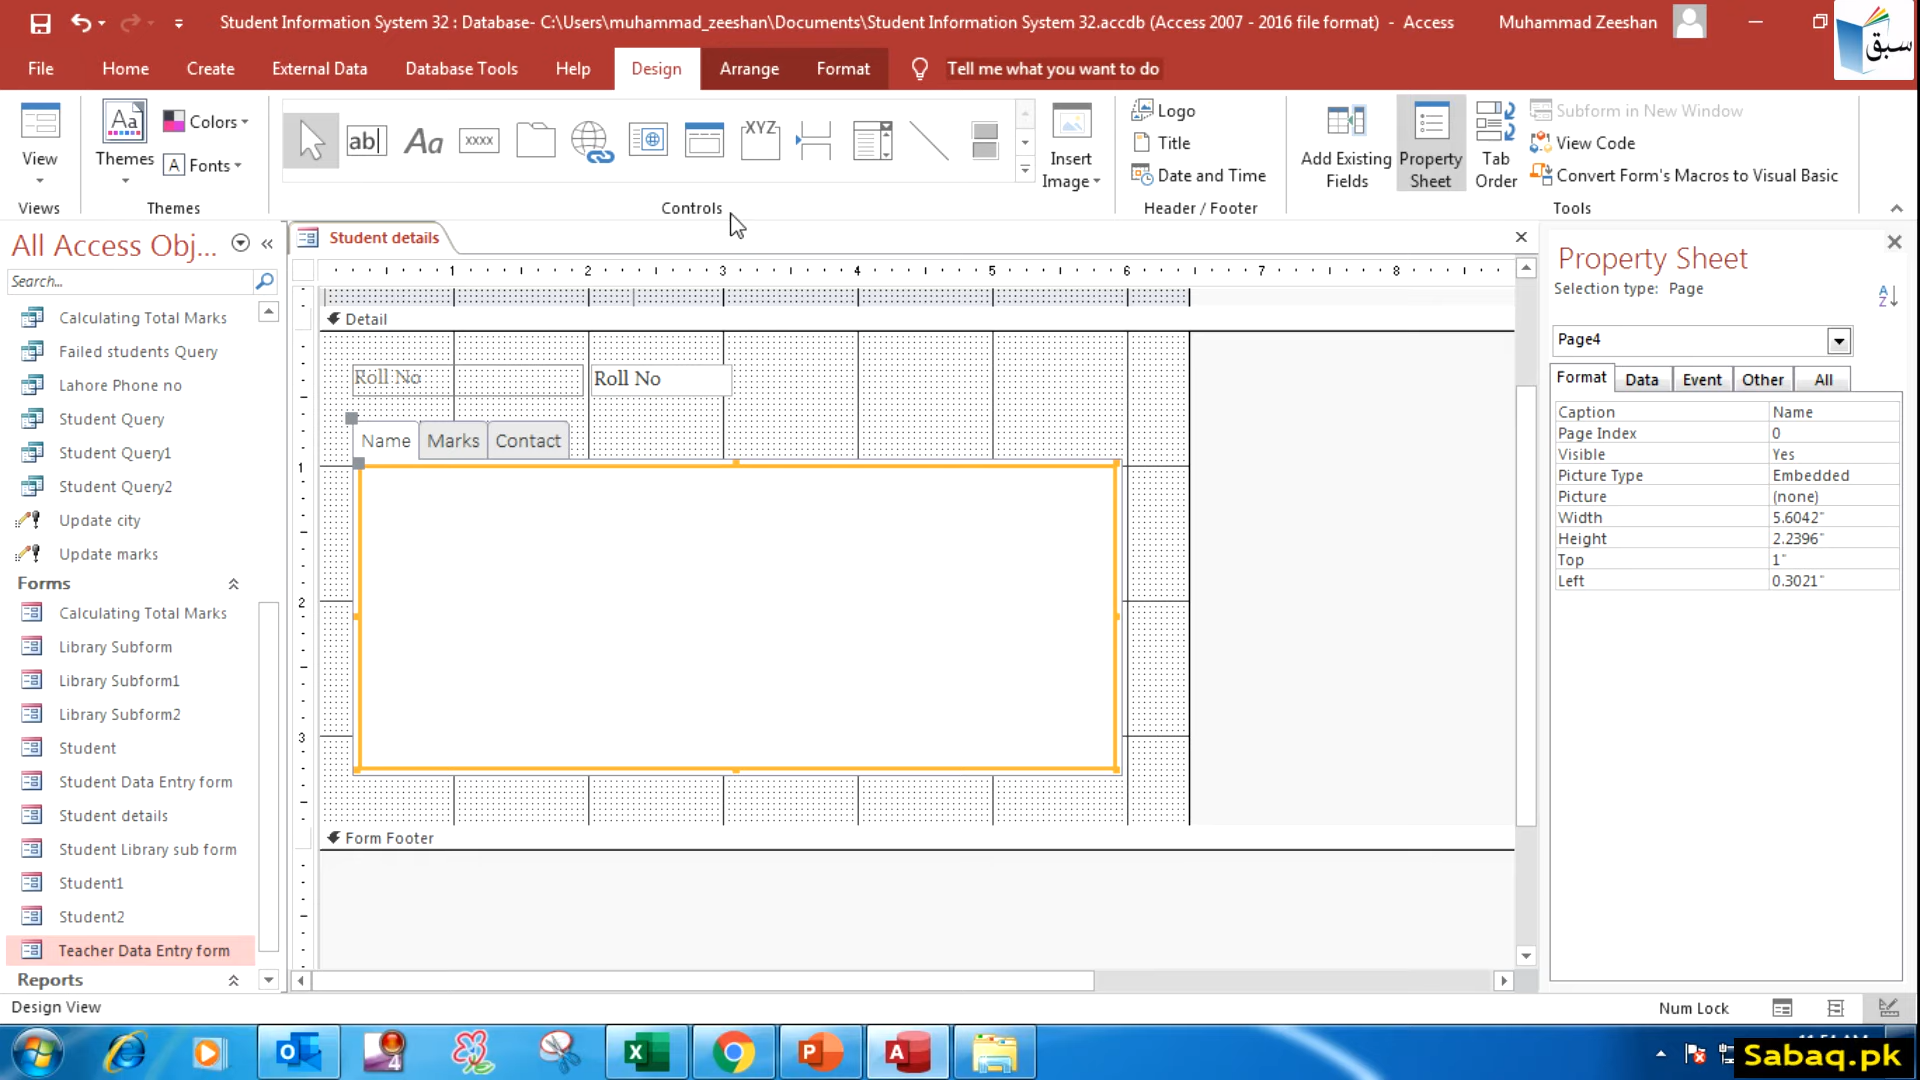 Student Information System 32 : Database- C:\Users\muhammad_zeeshan\Documents\Student Information System 32.accdb (Access 2007 - 2016 file format) - Access
Muhammad Zeeshan
سبق
File
Home
Create
External Data
Database Tools
Help
Design
Arrange
Format
Tell me what you want to do
View
Views
Aa
Themes
Colors
A Fonts
Themes
ab|
Aa
xxxx
XYZ
Controls
Insert
Image
Logo
Title
Date and Time
Header / Footer
Add Existing
Fields
Property
Sheet
Tab
Order
Subform in New Window
View Code
Convert Form's Macros to Visual Basic
Tools
All Access Obj...
Search...
Calculating Total Marks
Failed students Query
Lahore Phone no
Student Query
Student Query1
Student Query2
Update city
Update marks
Forms
Calculating Total Marks
Library Subform
Library Subform1
Library Subform2
Student
Student Data Entry form
Student details
Student Library sub form
Student1
Student2
Teacher Data Entry form
Reports
Student details
1 2 3 4 5 6 7 8
Detail
Roll No
Roll No
Name
Marks
Contact
1
2
3
Form Footer
Property Sheet
Selection type: Page
A
Z
Page4
Format
Data
Event
Other
All
Caption Name
Page Index 0
Visible Yes
Picture Type Embedded
Picture (none)
Width 5.6042"
Height 2.2396"
Top 1"
Left 0.3021"
Design View
Num Lock
4
Sabaq.pk